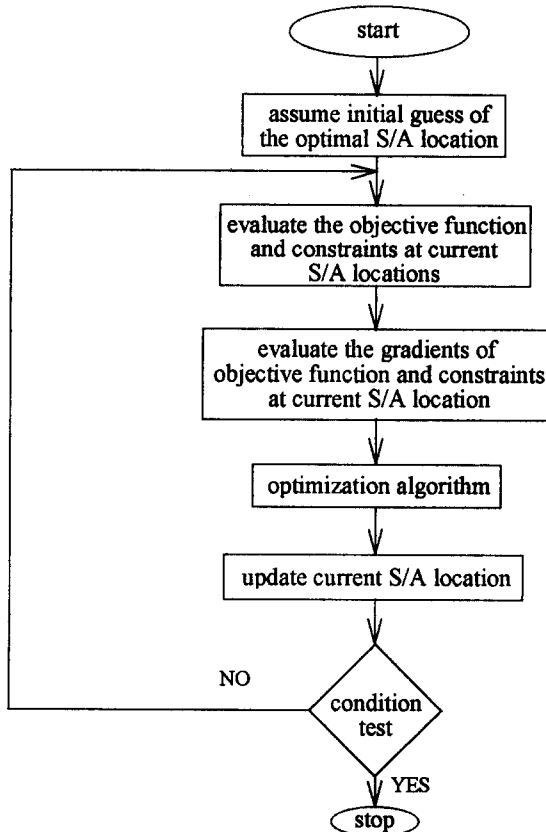 start
assume initial guess of
the optimal S/A location
evaluate the objective function
and constraints at current
S/A locations
evaluate the gradients of
objective function and constraints
at current S/A location
optimization algorithm
update current S/A location
NO
condition
test
YES
stop